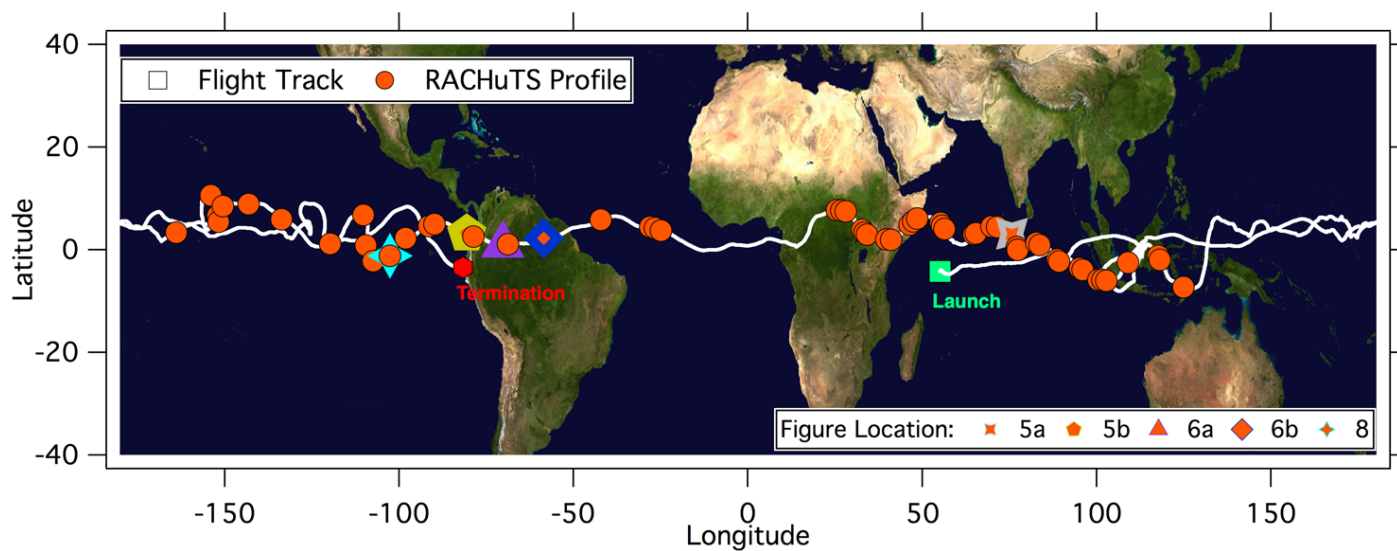 40
20
0
-20
-40
Latitude
Flight Track
RACHuTS Profile
Termination
Launch
Figure Location: 5a 5b 6a 6b 8
-150 -100 -50 0 50 100 150
Longitude